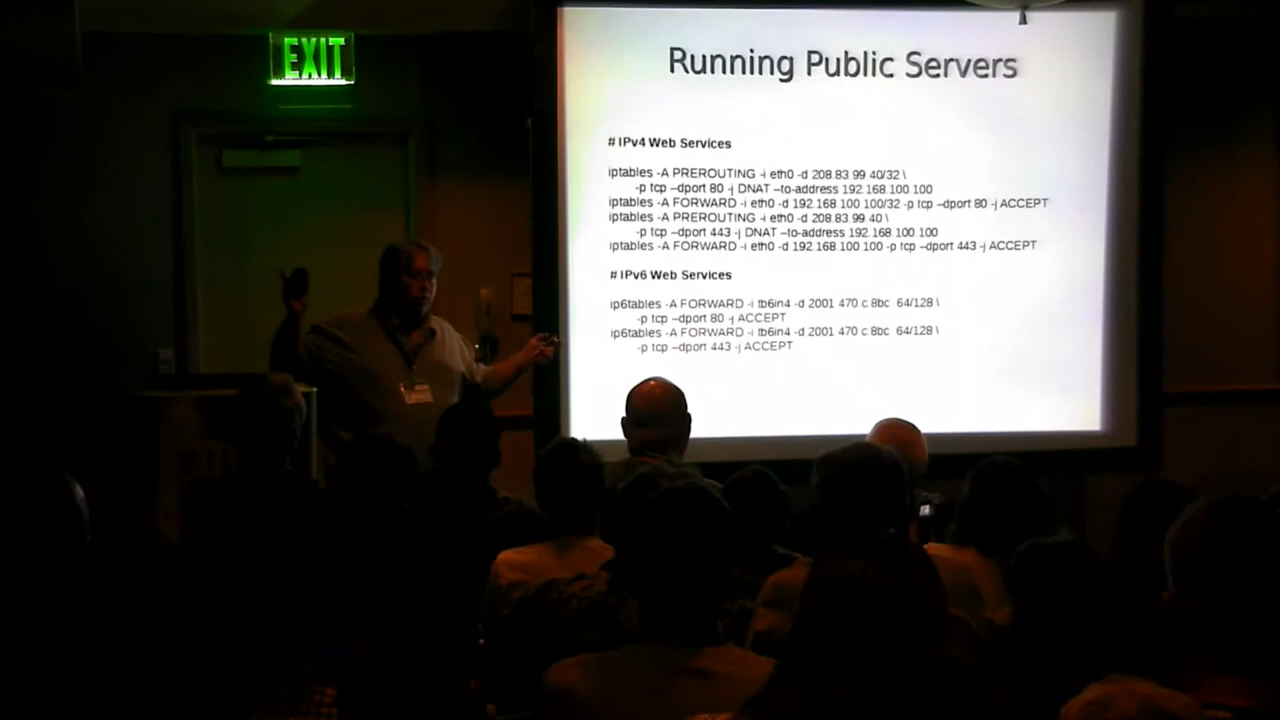 EXIT
Running Public Servers
# IPv4 Web Services
iptables -A PREROUTING -i eth0 -d 208.83.99.40/32 \
-p tcp –dport 80 -j DNAT –to-address 192.168.100.100
iptables -A FORWARD -i eth0 -d 192.168.100.100/32 -p tcp –dport 80 -j ACCEPT
iptables -A PREROUTING -i eth0 -d 208.83.99.40 \
-p tcp –dport 443 -j DNAT –to-address 192.168.100.100
iptables -A FORWARD -i eth0 -d 192.168.100.100 -p tcp –dport 443 -j ACCEPT
# IPv6 Web Services
ip6tables -A FORWARD -i tb6in4 -d 2001:470:c:8bc::64/128 \
-p tcp –dport 80 -j ACCEPT
ip6tables -A FORWARD -i tb6in4 -d 2001:470:c:8bc::64/128 \
-p tcp –dport 443 -j ACCEPT